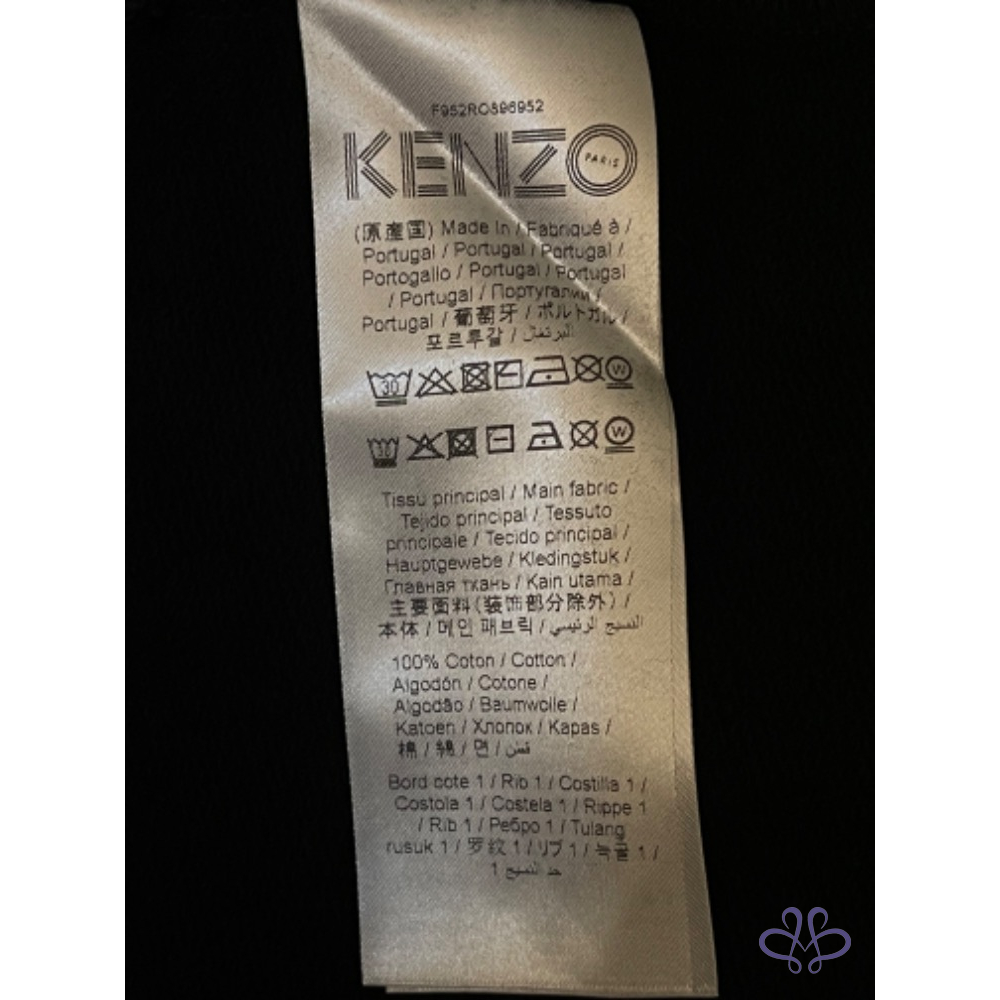 F952RO896952
KENZO
PARIS
(原産国) Made In / Fabriqué à /
Portugal / Portugal / Portugal /
Portogallo / Portugal / Portugal
/ Portugal / Португалии /
Portugal / 葡萄牙 / ポルトガル /
포르투갈 / البرتغال
30 W
30 W
Tissu principal / Main fabric /
Tejido principal / Tessuto
principale / Tecido principal /
Hauptgewebe / Kledingstuk /
Главная ткань / Kain utama /
主要面料(装饰部分除外) /
本体 / 메인 패브릭 / النسيج الرئيسي
100% Coton / Cotton /
Algodón / Cotone /
Algodão / Baumwolle /
Katoen / Хлопок / Kapas /
棉 / 綿 / 면 / قطن
Bord cote 1 / Rib 1 / Costilla 1 /
Costola 1 / Costela 1 / Rippe 1
/ Rib 1 / Ребро 1 / Tulang
rusuk 1 / 罗纹 1 / リブ 1 / 늑골 1 /
حد النسيج 1